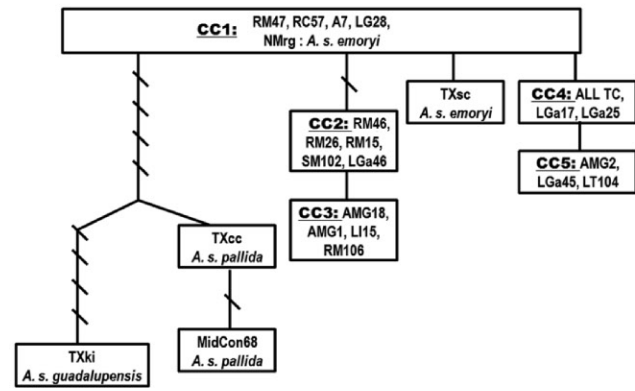 CC1: RM47, RC57, A7, LG28,
NMrg : A. s. emoryi
TXsc
A. s. emoryi
CC4: ALL TC,
LGa17, LGa25
CC2: RM46,
RM26, RM15,
SM102, LGa46
CC5: AMG2,
LGa45, LT104
CC3: AMG18,
AMG1, LI15,
RM106
TXcc
A. s. pallida
TXki
A. s. guadalupensis
MidCon68
A. s. pallida